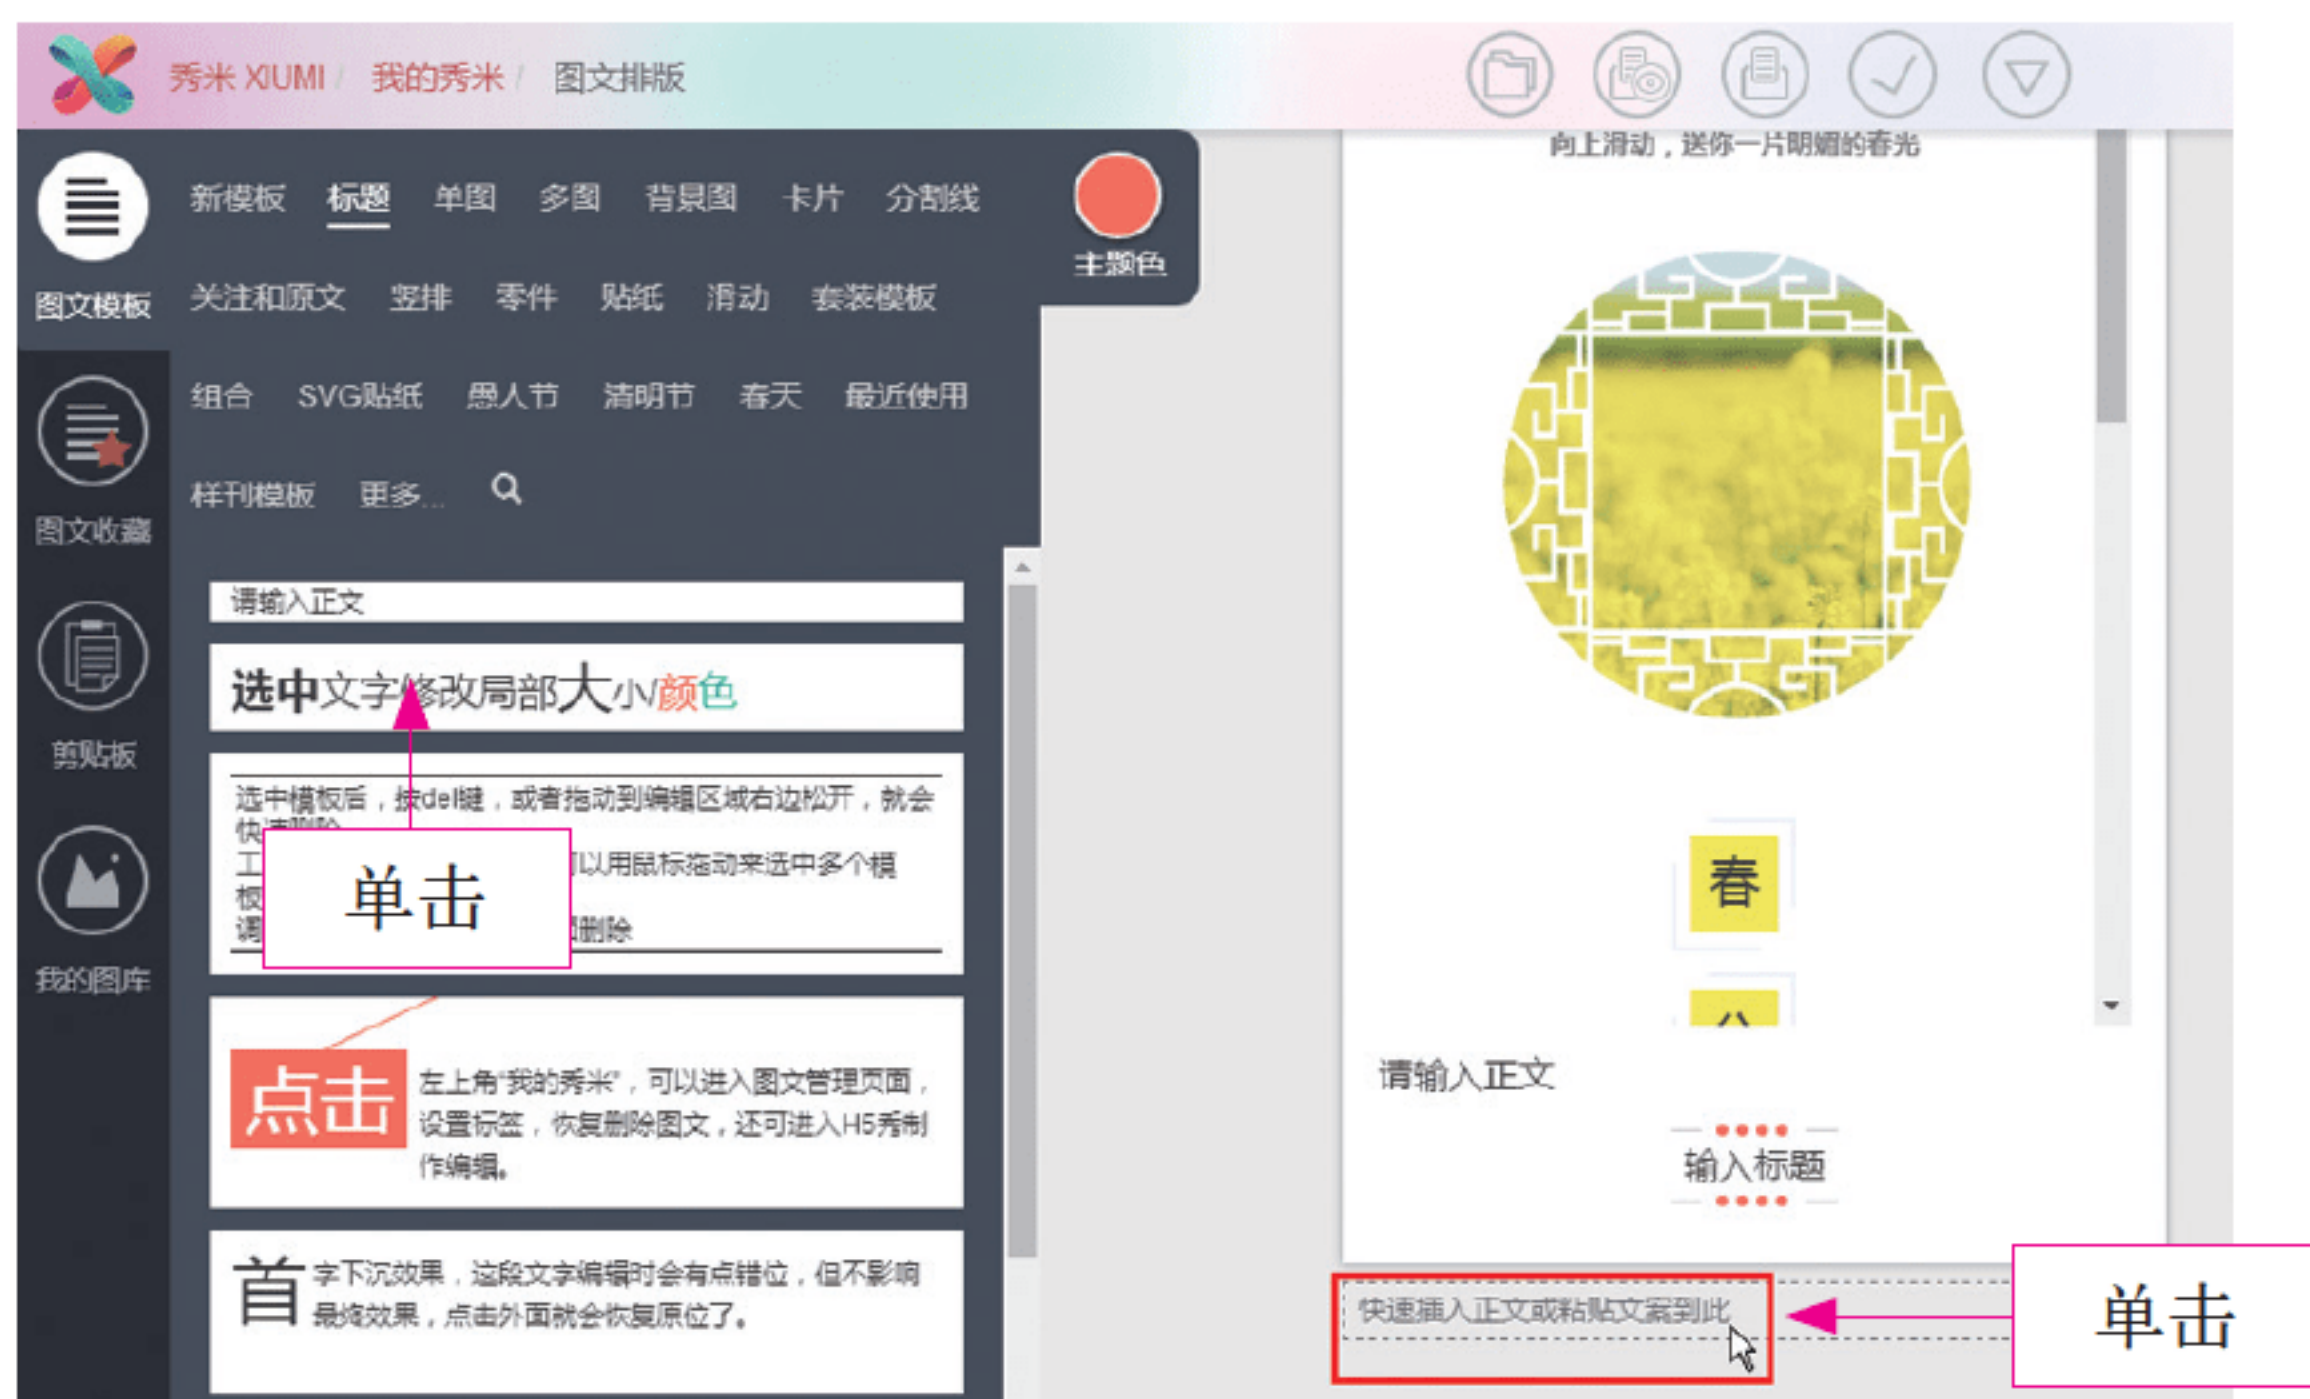 秀米 XIUMI / 我的秀米 / 图文排版
图文模板
图文收藏
剪贴板
我的图库
新模板 标题 单图 多图 背景图 卡片 分割线
关注和原文 竖排 零件 贴纸 滑动 套装模板
组合 SVG贴纸 愚人节 清明节 春天 最近使用
样刊模板 更多...
主题色
请输入正文
选中文字/修改局部大小/颜色
选中模板后，按del键，或者拖动到编辑区域右边松开，就会
快速删除
工
可以用鼠标拖动来选中多个模
板
调
删除
单击
点击
左上角“我的秀米”，可以进入图文管理页面，
设置标签，恢复删除图文，还可进入H5秀制
作编辑。
首字下沉效果，这段文字编辑时会有点错位，但不影响
最终效果，点击外面就会恢复原位了。
向上滑动，送你一片明媚的春光
春
请输入正文
输入标题
快速插入正文或粘贴文案到此
单击